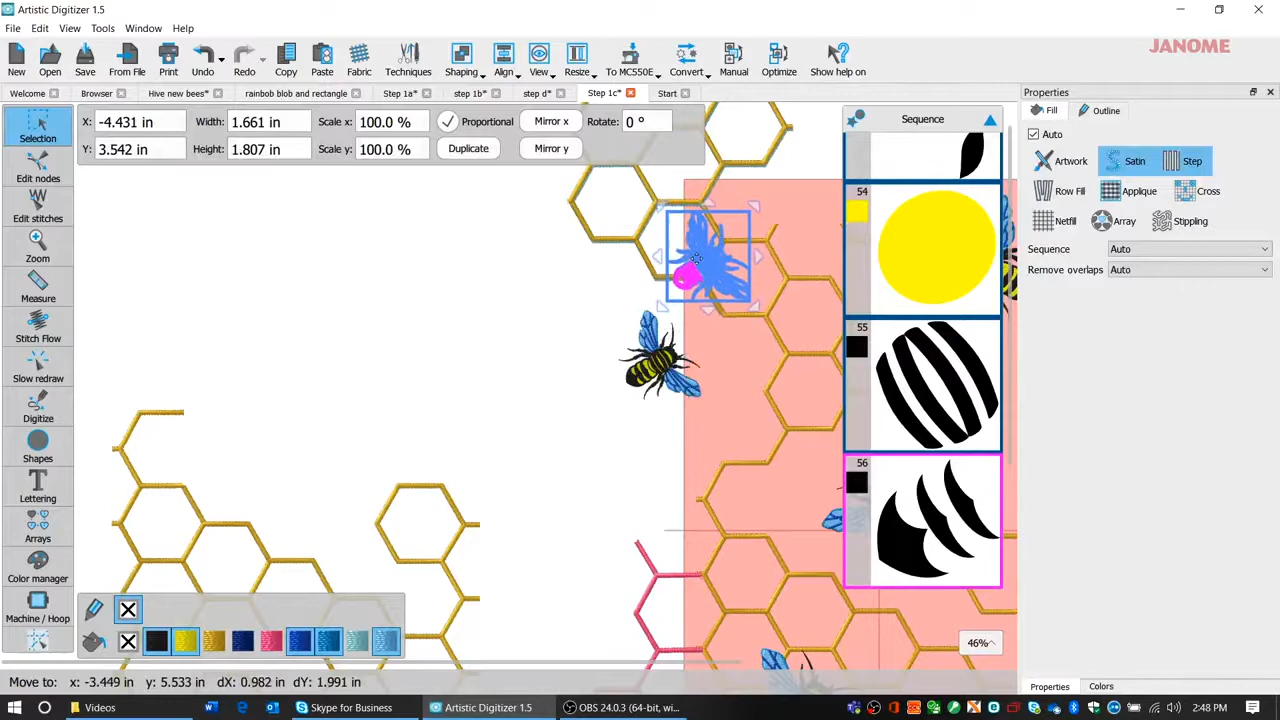 Artistic Digitizer 1.5
File Edit View Tools Window Help
New Open Save From File Print Undo Redo Copy Paste Fabric Techniques Shaping Align View Resize To MC550E Convert Manual Optimize Show help on
JANOME
Welcome Browser Hive new bees* rainbob blob and rectangle Step 1a* step 1b* step d* Step 1c* Start
Properties
X: -4.431 in Width: 1.661 in Scale x: 100.0 % Proportional Mirror x Rotate: 0 °
Y: 3.542 in Height: 1.807 in Scale y: 100.0 % Duplicate Mirror y
Selection
Edit nodes
Edit stitches
Zoom
Measure
Stitch Flow
Slow redraw
Digitize
Shapes
Lettering
Arrays
Color manager
Machine / Hoop
Sequence
54
55
56
Fill Outline
Auto
Artwork Satin Step
Row Fill Applique Cross
Netfill Array Stippling
Sequence Auto
Remove overlaps Auto
46%
Move to: x: -3.449 in y: 5.533 in dX: 0.982 in dY: 1.991 in
Properties Colors
Videos Skype for Business Artistic Digitizer 1.5 OBS 24.0.3 (64-bit, wi... 2:48 PM